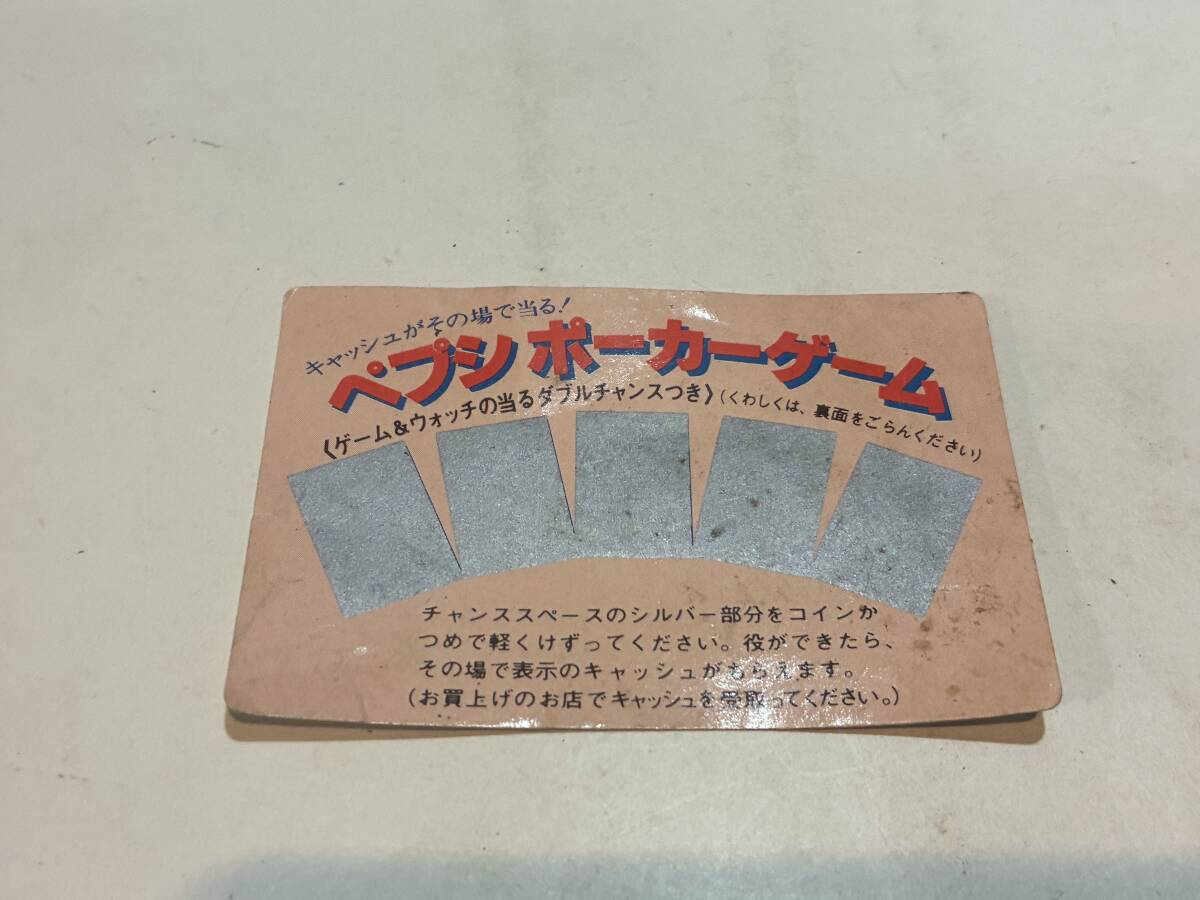 キャッシュがその場で当る!
ペプシ ポーカーゲーム
《ゲーム&ウォッチの当るダブルチャンスつき》(くわしくは、裏面をごらんください)
チャンススペースのシルバー部分をコインか
つめで軽くけずってください。役ができたら、
その場で表示のキャッシュがもらえます。
(お買上げのお店でキャッシュを受取ってください。)